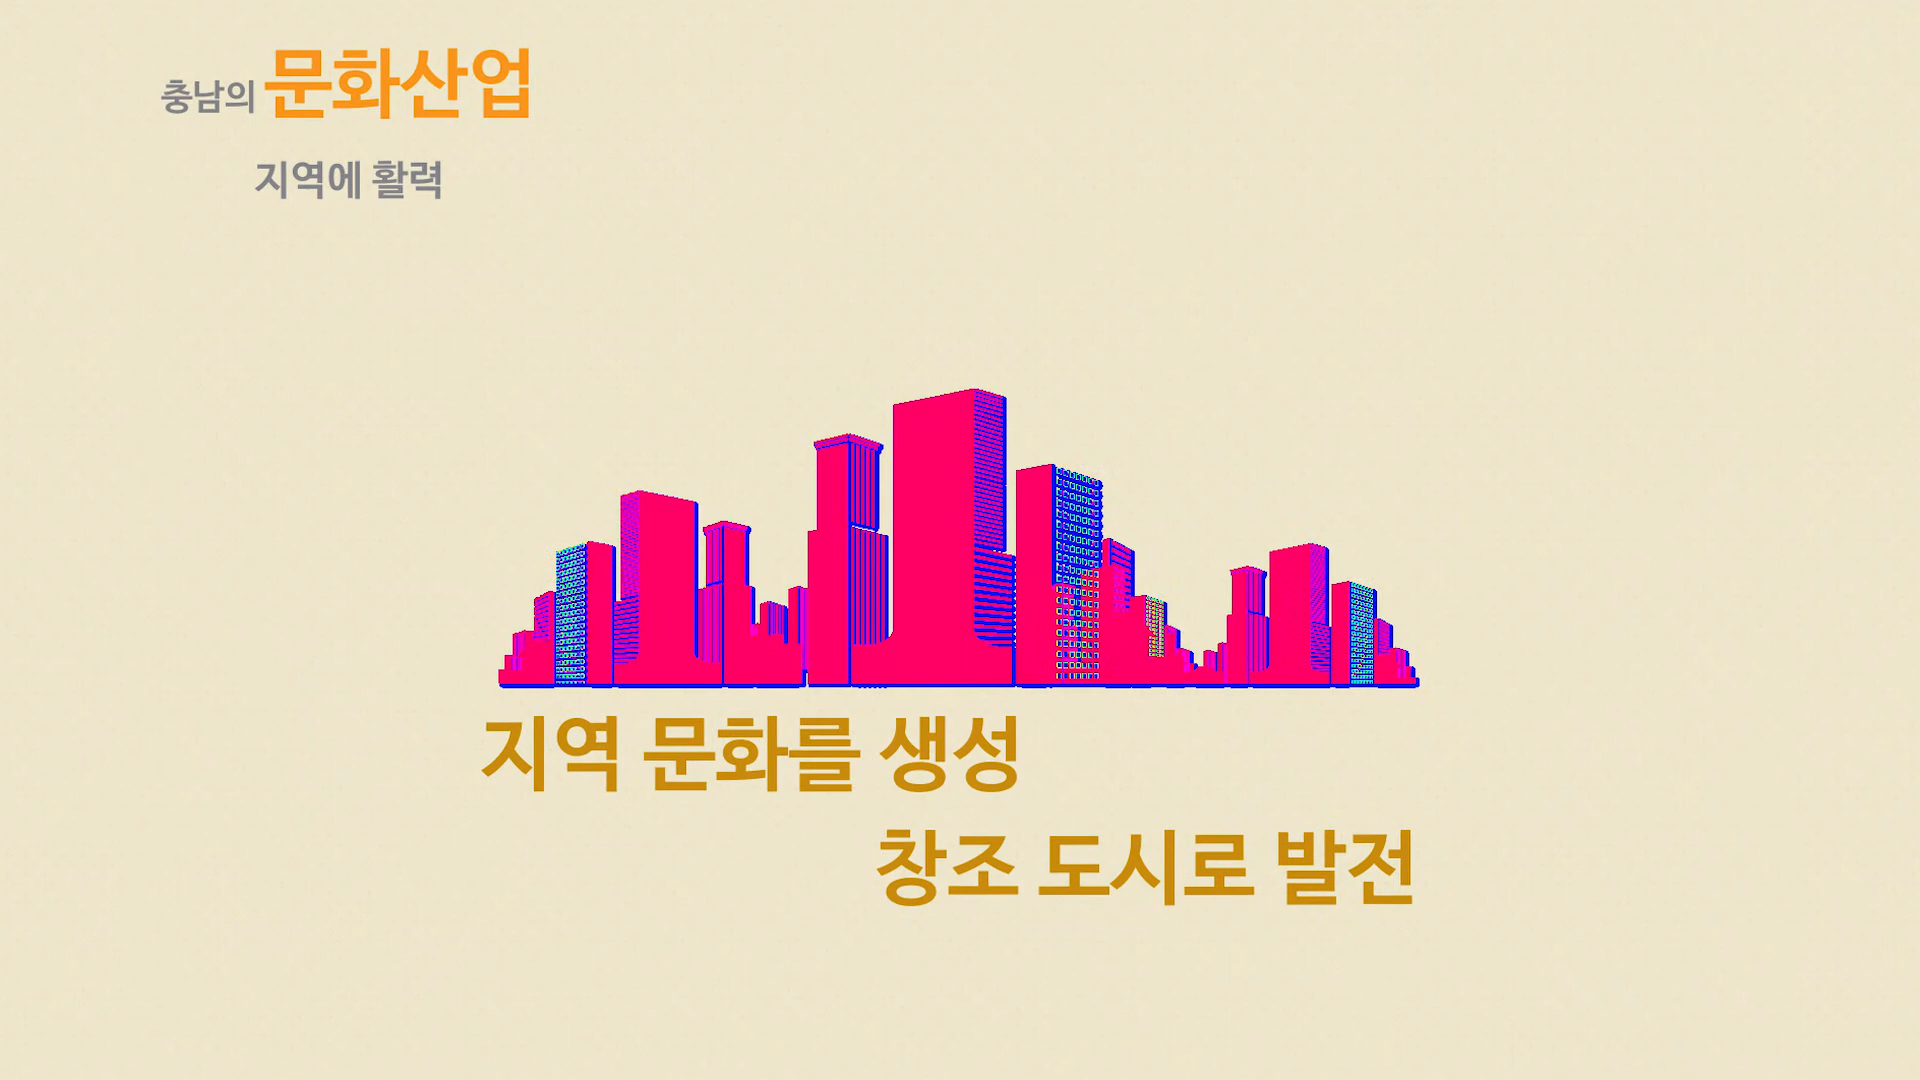 충남의 문화산업
지역에 활력
지역 문화를 생성
창조 도시로 발전